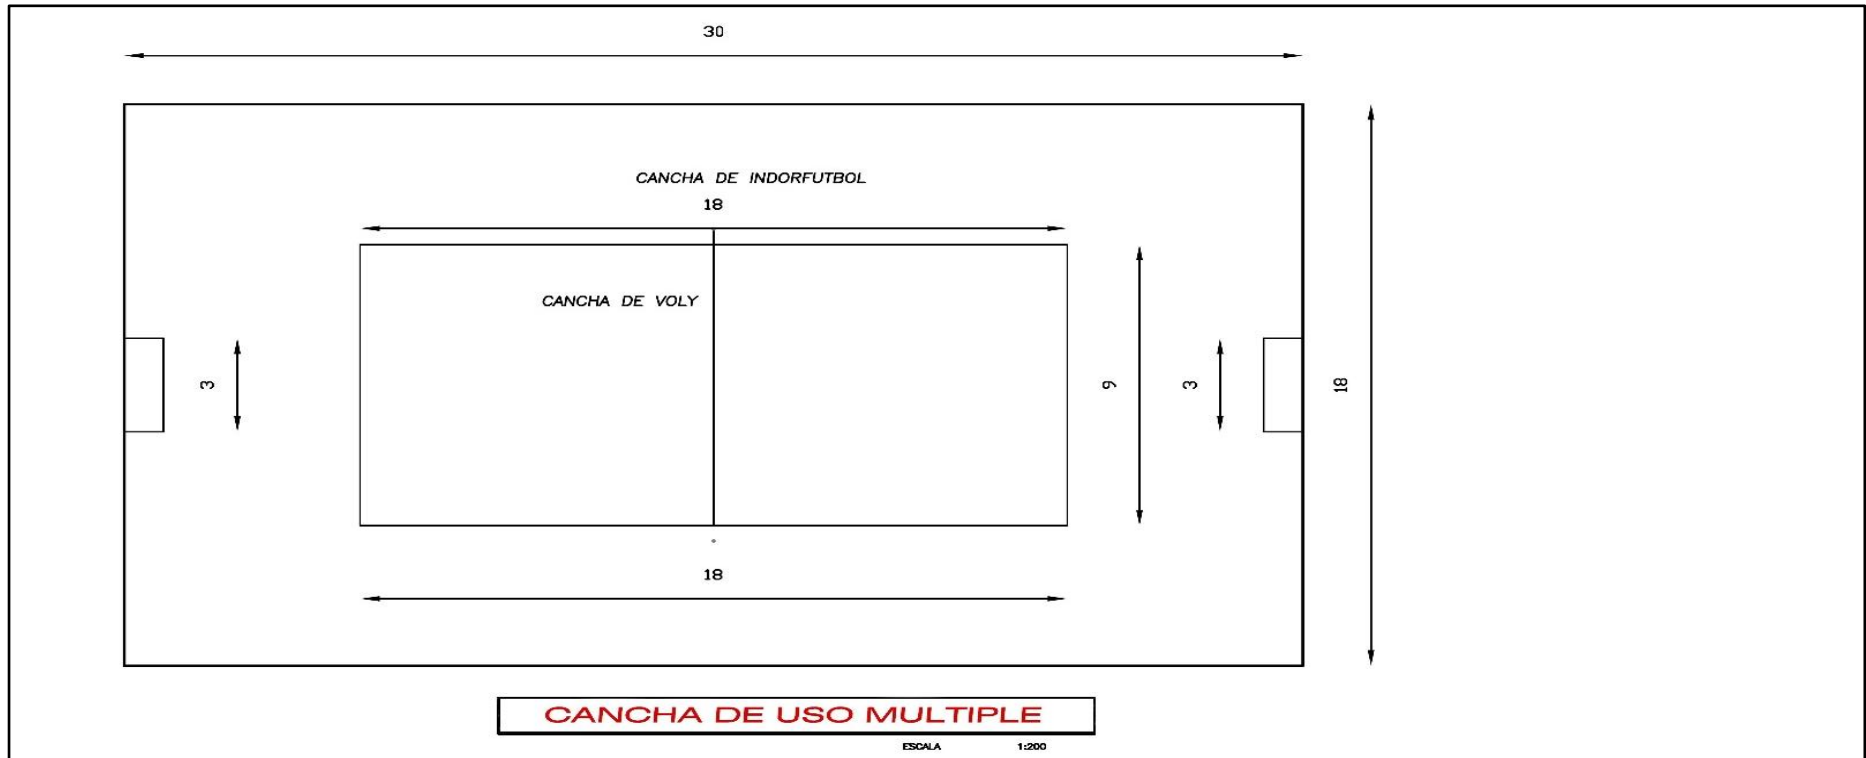 30
CANCHA DE INDORFUTBOL
18
CANCHA DE VOLY
3
9
3
18
18
CANCHA DE USO MULTIPLE
ESCALA 1:200